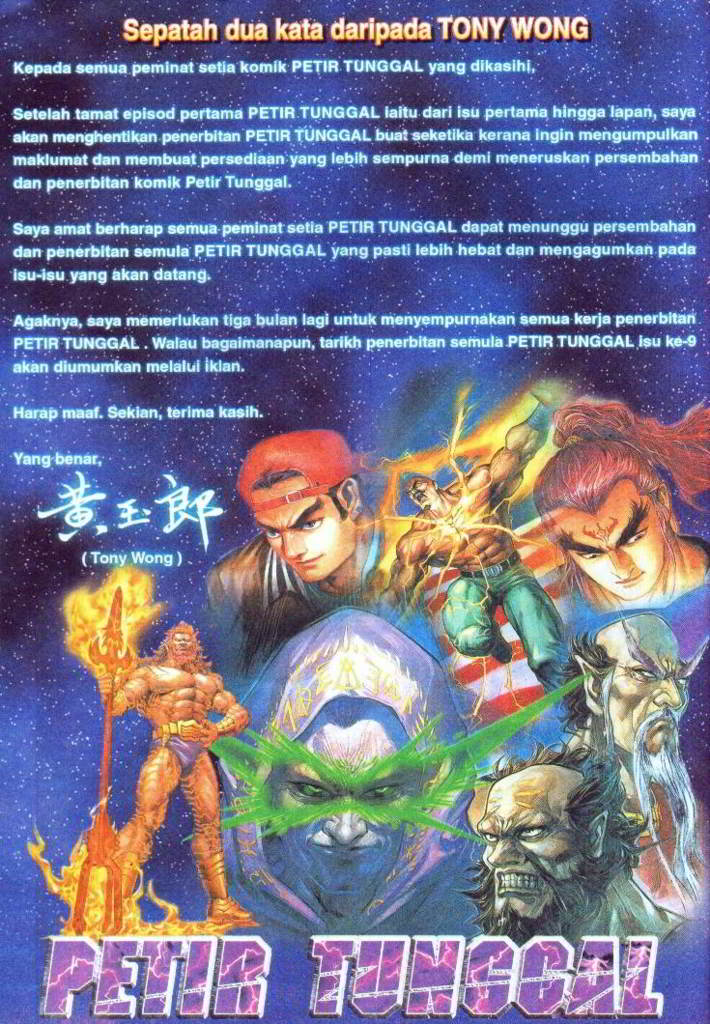 Sepatah dua kata daripada TONY WONG
Kepada semua peminat setia komik PETIR TUNGGAL yang dikasihi,
Setelah tamat episod pertama PETIR TUNGGAL iaitu dari isu pertama hingga lapan, saya
akan menghentikan penerbitan PETIR TUNGGAL buat seketika kerana ingin mengumpulkan
maklumat dan membuat persediaan yang lebih sempurna demi meneruskan persembahan
dan penerbitan komik Petir Tunggal.
Saya amat berharap semua peminat setia PETIR TUNGGAL dapat menunggu persembahan
dan penerbitan semula PETIR TUNGGAL yang pasti lebih hebat dan mengagumkan pada
isu-isu yang akan datang.
Agaknya, saya memerlukan tiga bulan lagi untuk menyempurnakan semua kerja penerbitan
PETIR TUNGGAL . Walau bagaimanapun, tarikh penerbitan semula PETIR TUNGGAL isu ke-9
akan diumumkan melalui iklan.
Harap maaf. Sekian, terima kasih.
Yang benar,
黄玉郎
( Tony Wong )
PETIR TUNGGAL